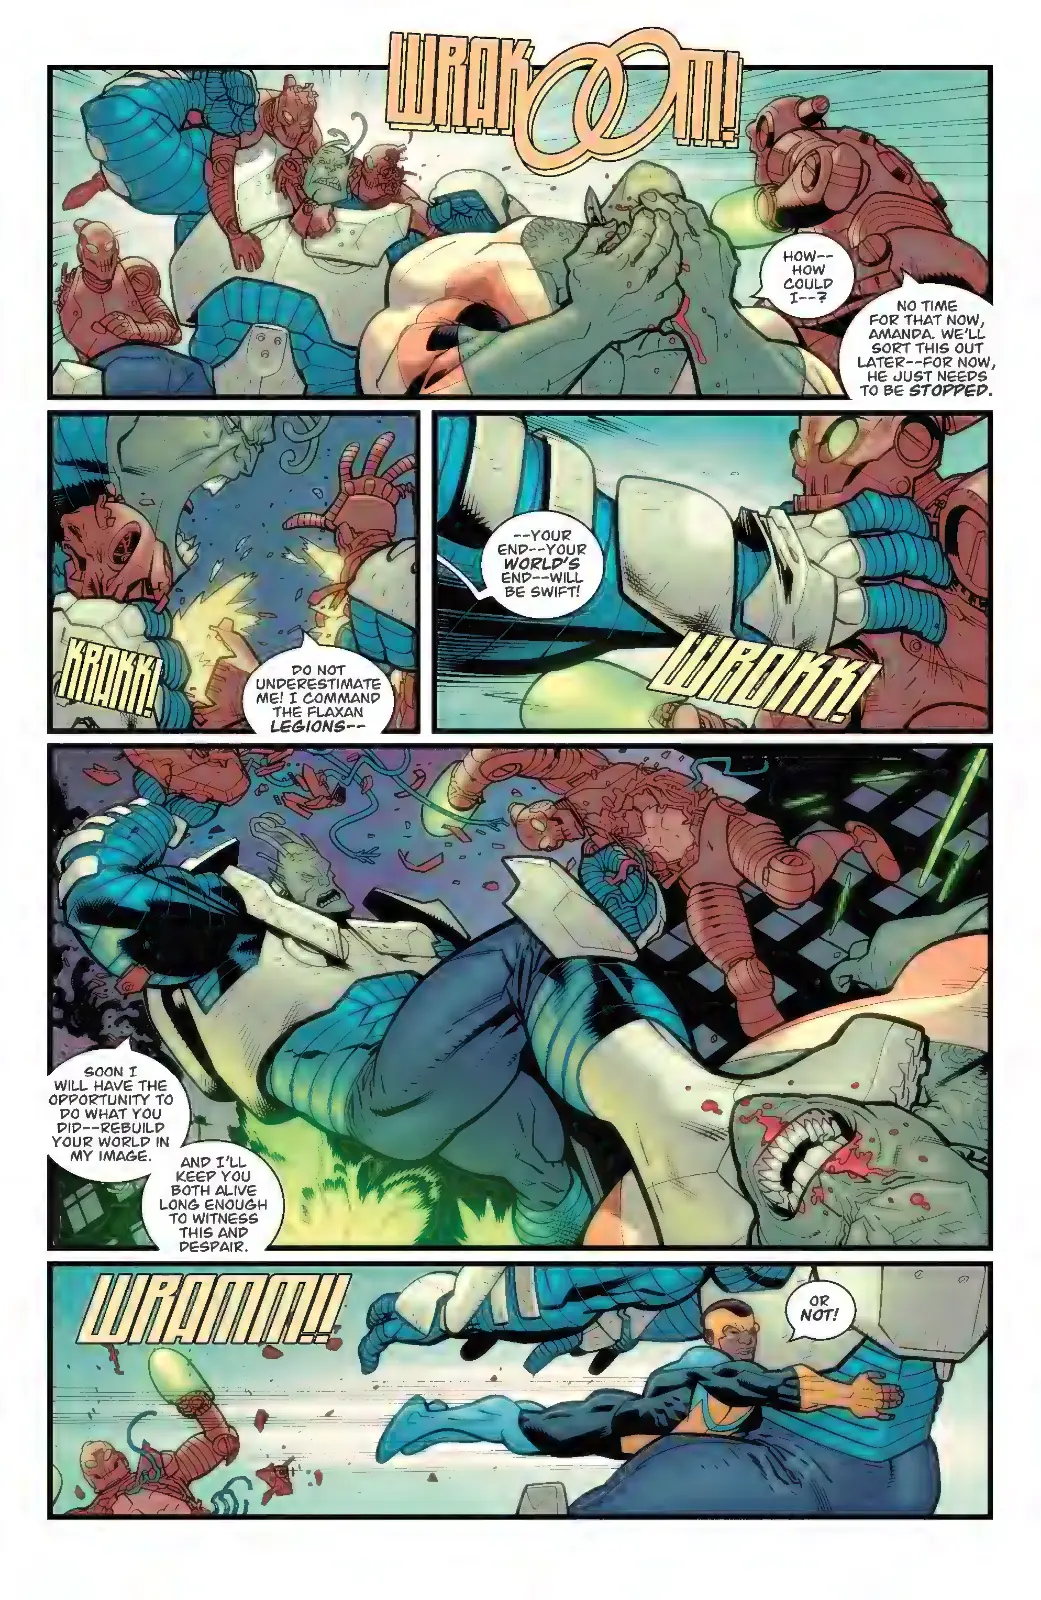 WRAKOOM!
HOW--
HOW
COULD
I--?
NO TIME
FOR THAT NOW,
AMANDA. WE'LL
SORT THIS OUT
LATER--FOR NOW,
HE JUST NEEDS
TO BE STOPPED.
KRAKK!
DO NOT
UNDERESTIMATE
ME! I COMMAND
THE FLAXAN
LEGIONS--
--YOUR
END--YOUR
WORLD'S
END--WILL
BE SWIFT!
WROKK!
SOON I
WILL HAVE THE
OPPORTUNITY TO
DO WHAT YOU
DID--REBUILD
YOUR WORLD IN
MY IMAGE.
AND I'LL
KEEP YOU
BOTH ALIVE
LONG ENOUGH
TO WITNESS
THIS AND
DESPAIR.
WRAMM!!
OR
NOT!